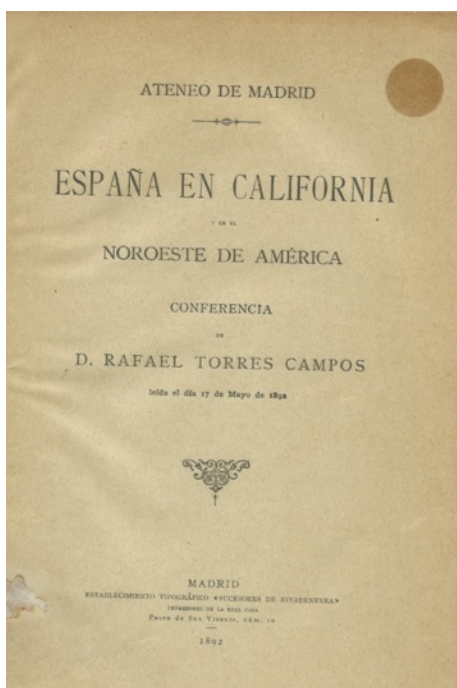 ATENEO DE MADRID
ESPAÑA EN CALIFORNIA
Y EN EL
NOROESTE DE AMÉRICA
CONFERENCIA
DE
D. RAFAEL TORRES CAMPOS
leída el día 17 de Mayo de 1892
MADRID
ESTABLECIMIENTO TIPOGRÁFICO «SUCESORES DE RIVADENEYRA»
IMPRESORES DE LA REAL CASA
Paseo de San Vicente, núm. 20
1892